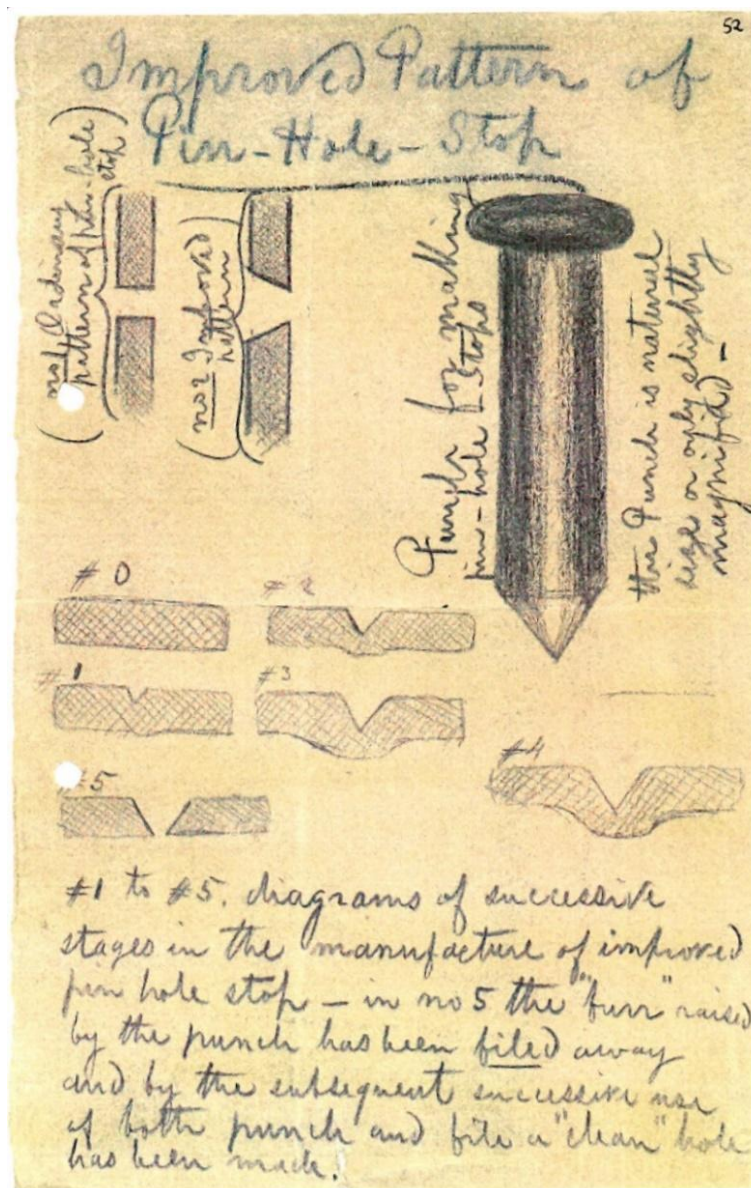 52
Improved Pattern of
Pin-Hole-Stop
(no1 Ordinary
pattern of pin-hole
stop)
(no2 Improved
pattern)
Punch for making
pin-hole-stops
this Punch is natural
size or only slightly
magnified -
# 0
# 2
# 1
#3
#4
#5
#1 to #5. diagrams of successive
stages in the manufacture of improved
pin hole stop — in no 5 the "burr" raised
by the punch has been filed away
and by the subsequent successive use
of both punch and file a "clean" hole
has been made!